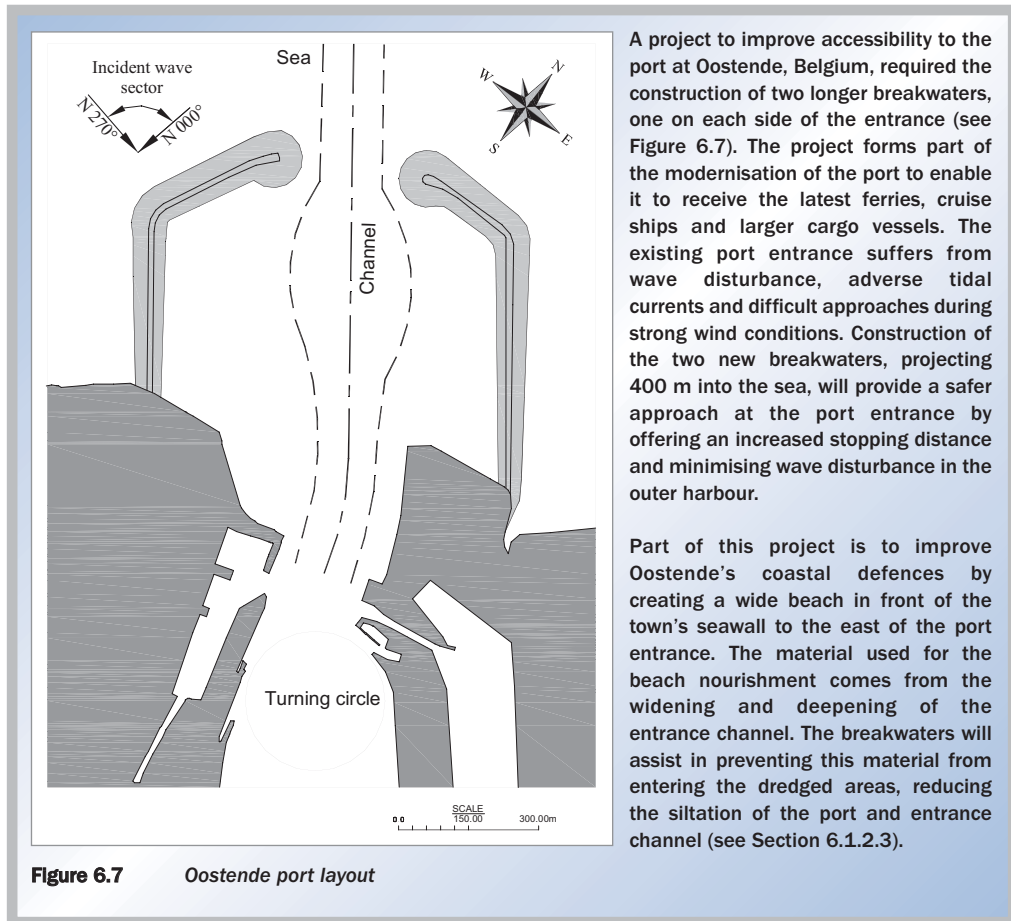 Sea
Incident wave
sector
N 270°
N 000°
W
N
S
E
Channel
Turning circle
SCALE
0 0
150.00
300.00m
A project to improve accessibility to the
port at Oostende, Belgium, required the
construction of two longer breakwaters,
one on each side of the entrance (see
Figure 6.7). The project forms part of
the modernisation of the port to enable
it to receive the latest ferries, cruise
ships and larger cargo vessels. The
existing port entrance suffers from
wave disturbance, adverse tidal
currents and difficult approaches during
strong wind conditions. Construction of
the two new breakwaters, projecting
400 m into the sea, will provide a safer
approach at the port entrance by
offering an increased stopping distance
and minimising wave disturbance in the
outer harbour.
Part of this project is to improve
Oostende's coastal defences by
creating a wide beach in front of the
town's seawall to the east of the port
entrance. The material used for the
beach nourishment comes from the
widening and deepening of the
entrance channel. The breakwaters will
assist in preventing this material from
entering the dredged areas, reducing
the siltation of the port and entrance
channel (see Section 6.1.2.3).
Figure 6.7 Oostende port layout